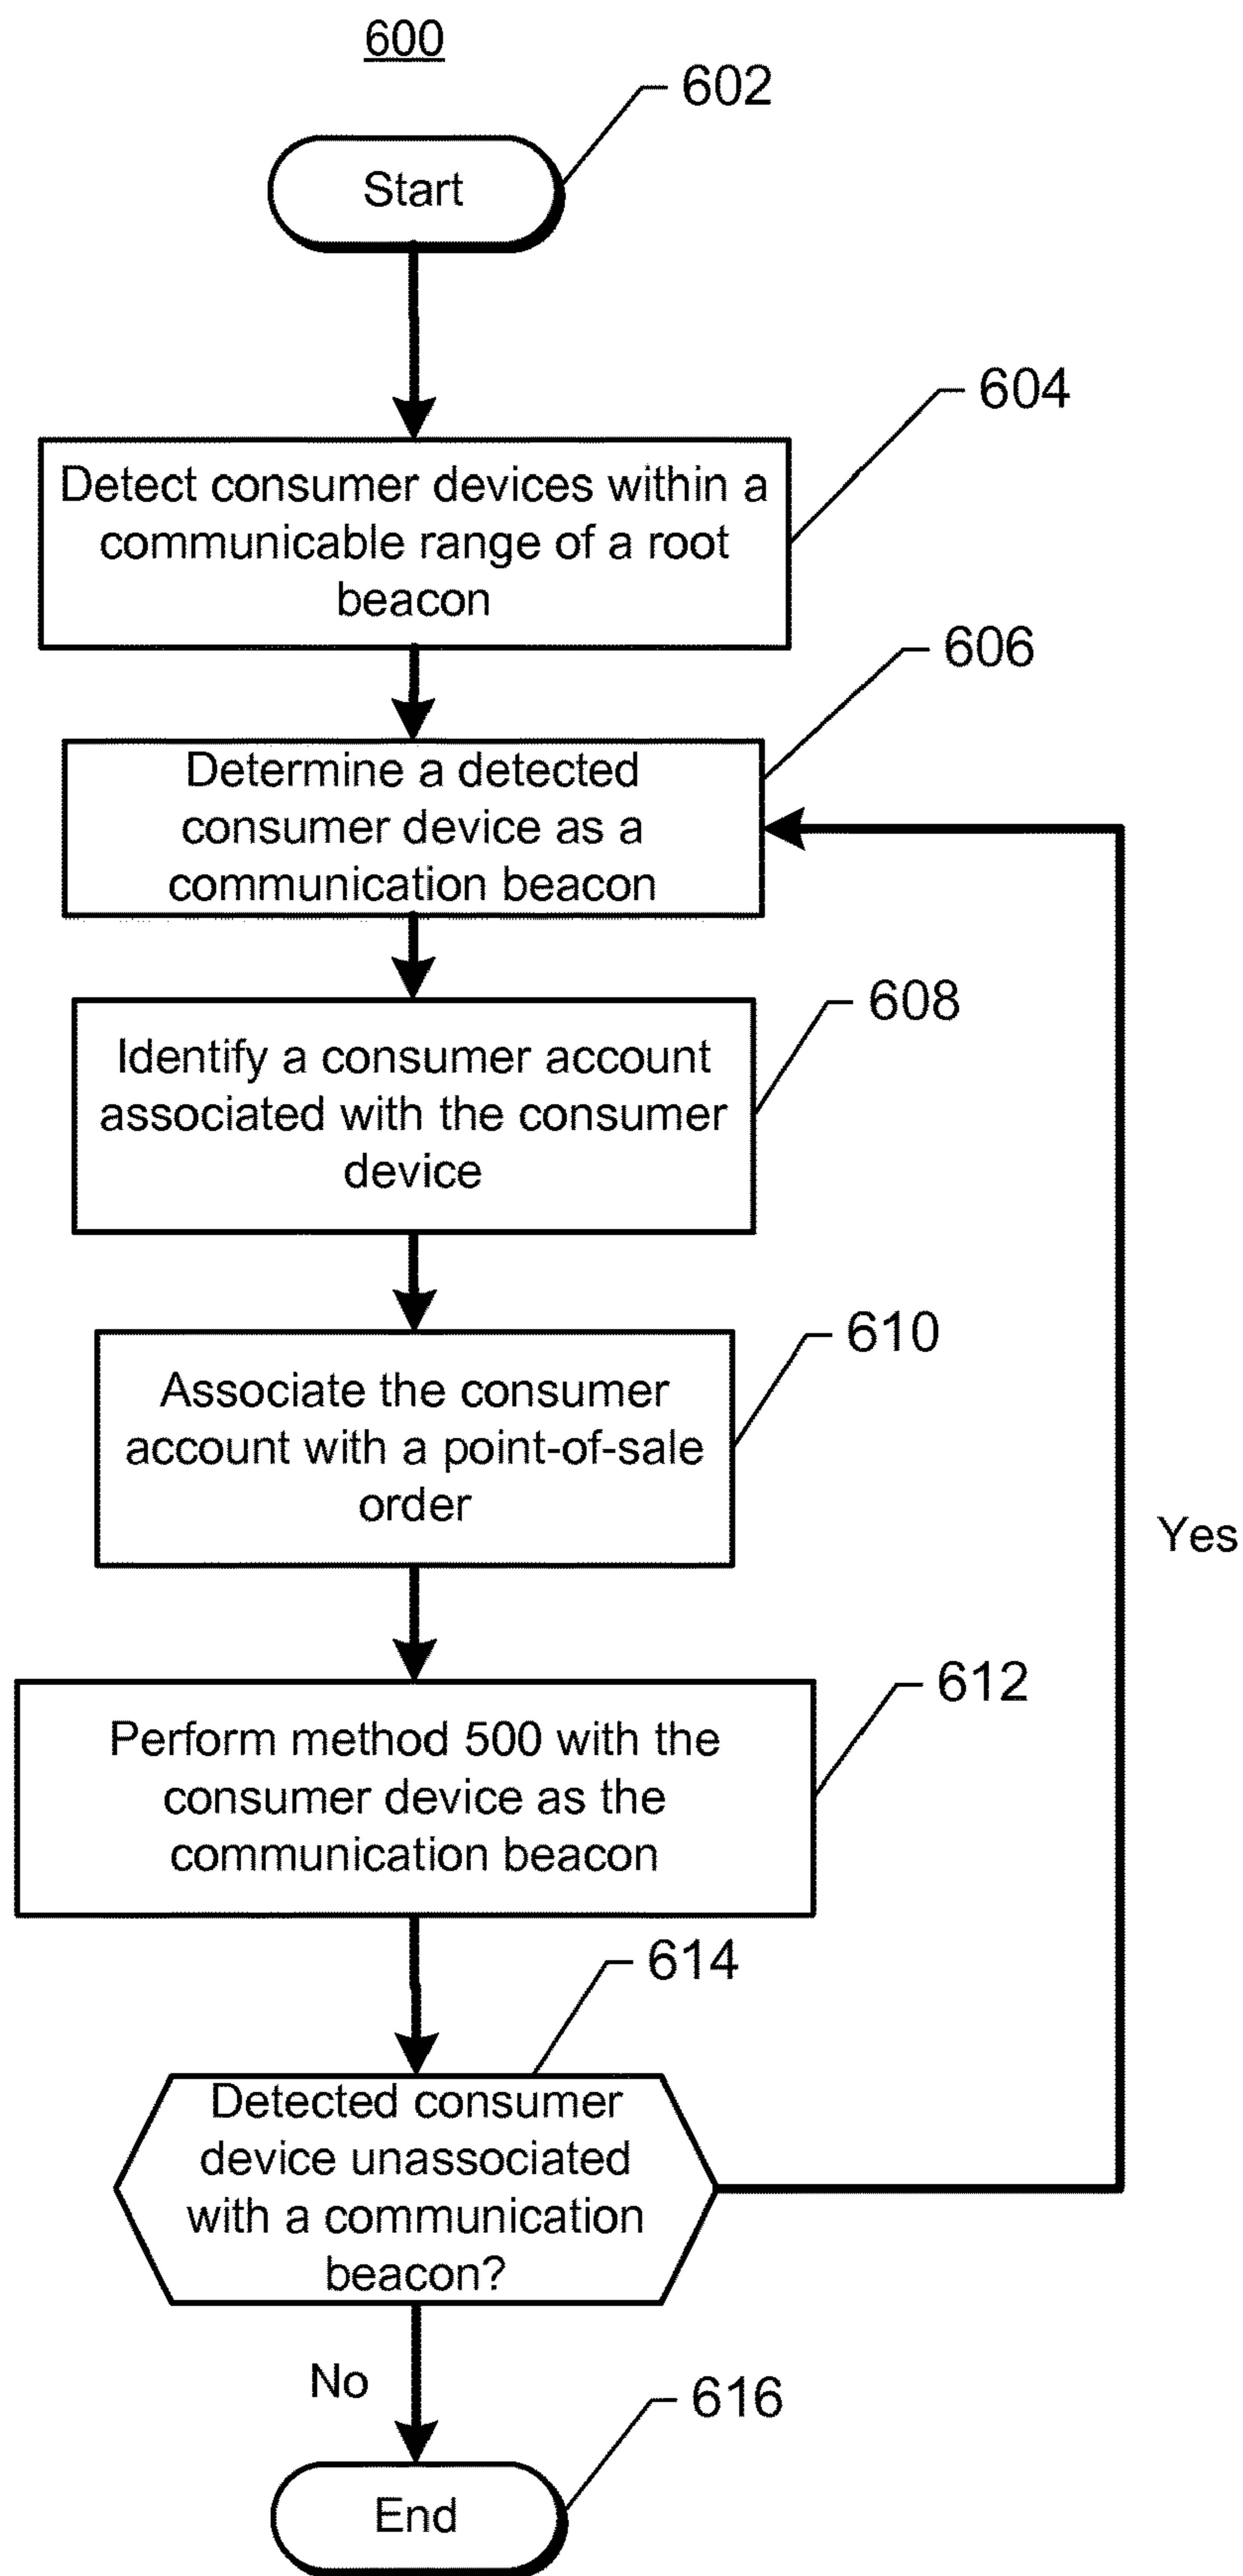 600
602
Start
604
Detect consumer devices within a
communicable range of a root
beacon
606
Determine a detected
consumer device as a
communication beacon
608
Identify a consumer account
associated with the consumer
device
610
Associate the consumer
account with a point-of-sale
order
Yes
612
Perform method 500 with the
consumer device as the
communication beacon
614
Detected consumer
device unassociated
with a communication
beacon?
No
616
End